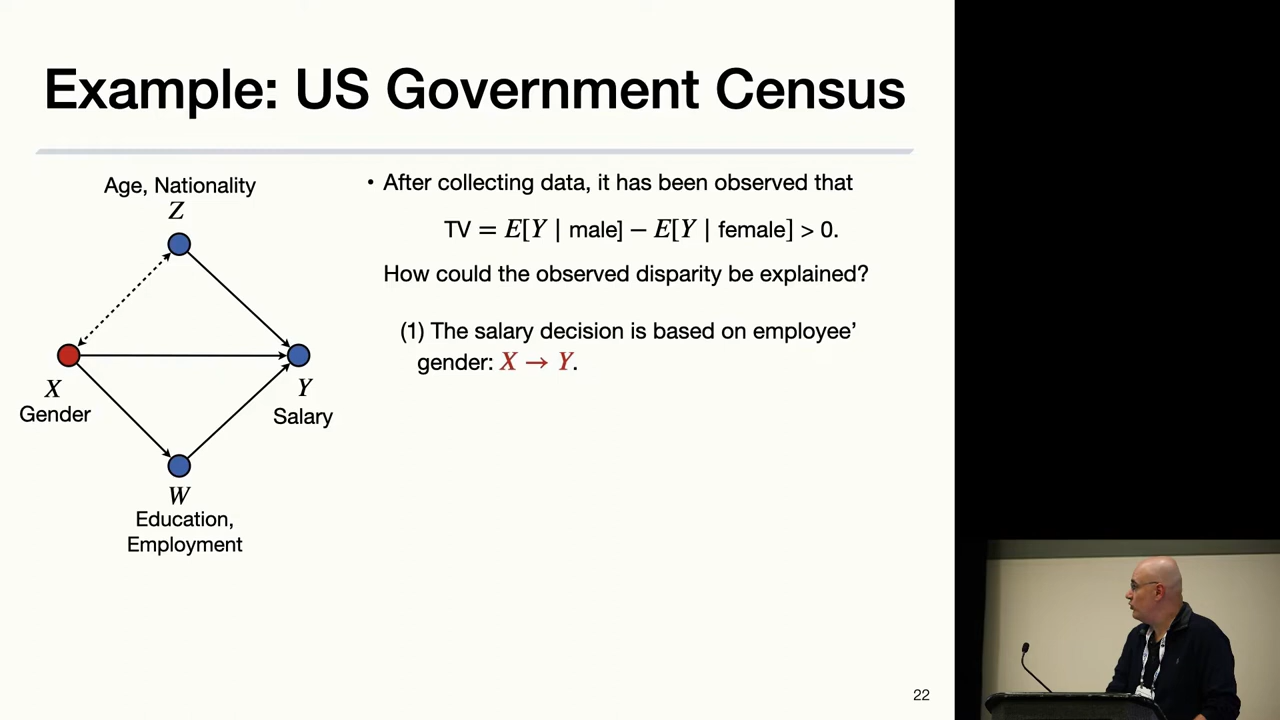 Example: US Government Census
Age, Nationality
Z
X
Gender
Y
Salary
W
Education,
Employment
• After collecting data, it has been observed that
TV = E[Y | male] − E[Y | female] > 0.
How could the observed disparity be explained?
(1) The salary decision is based on employee’
gender: X → Y.
22